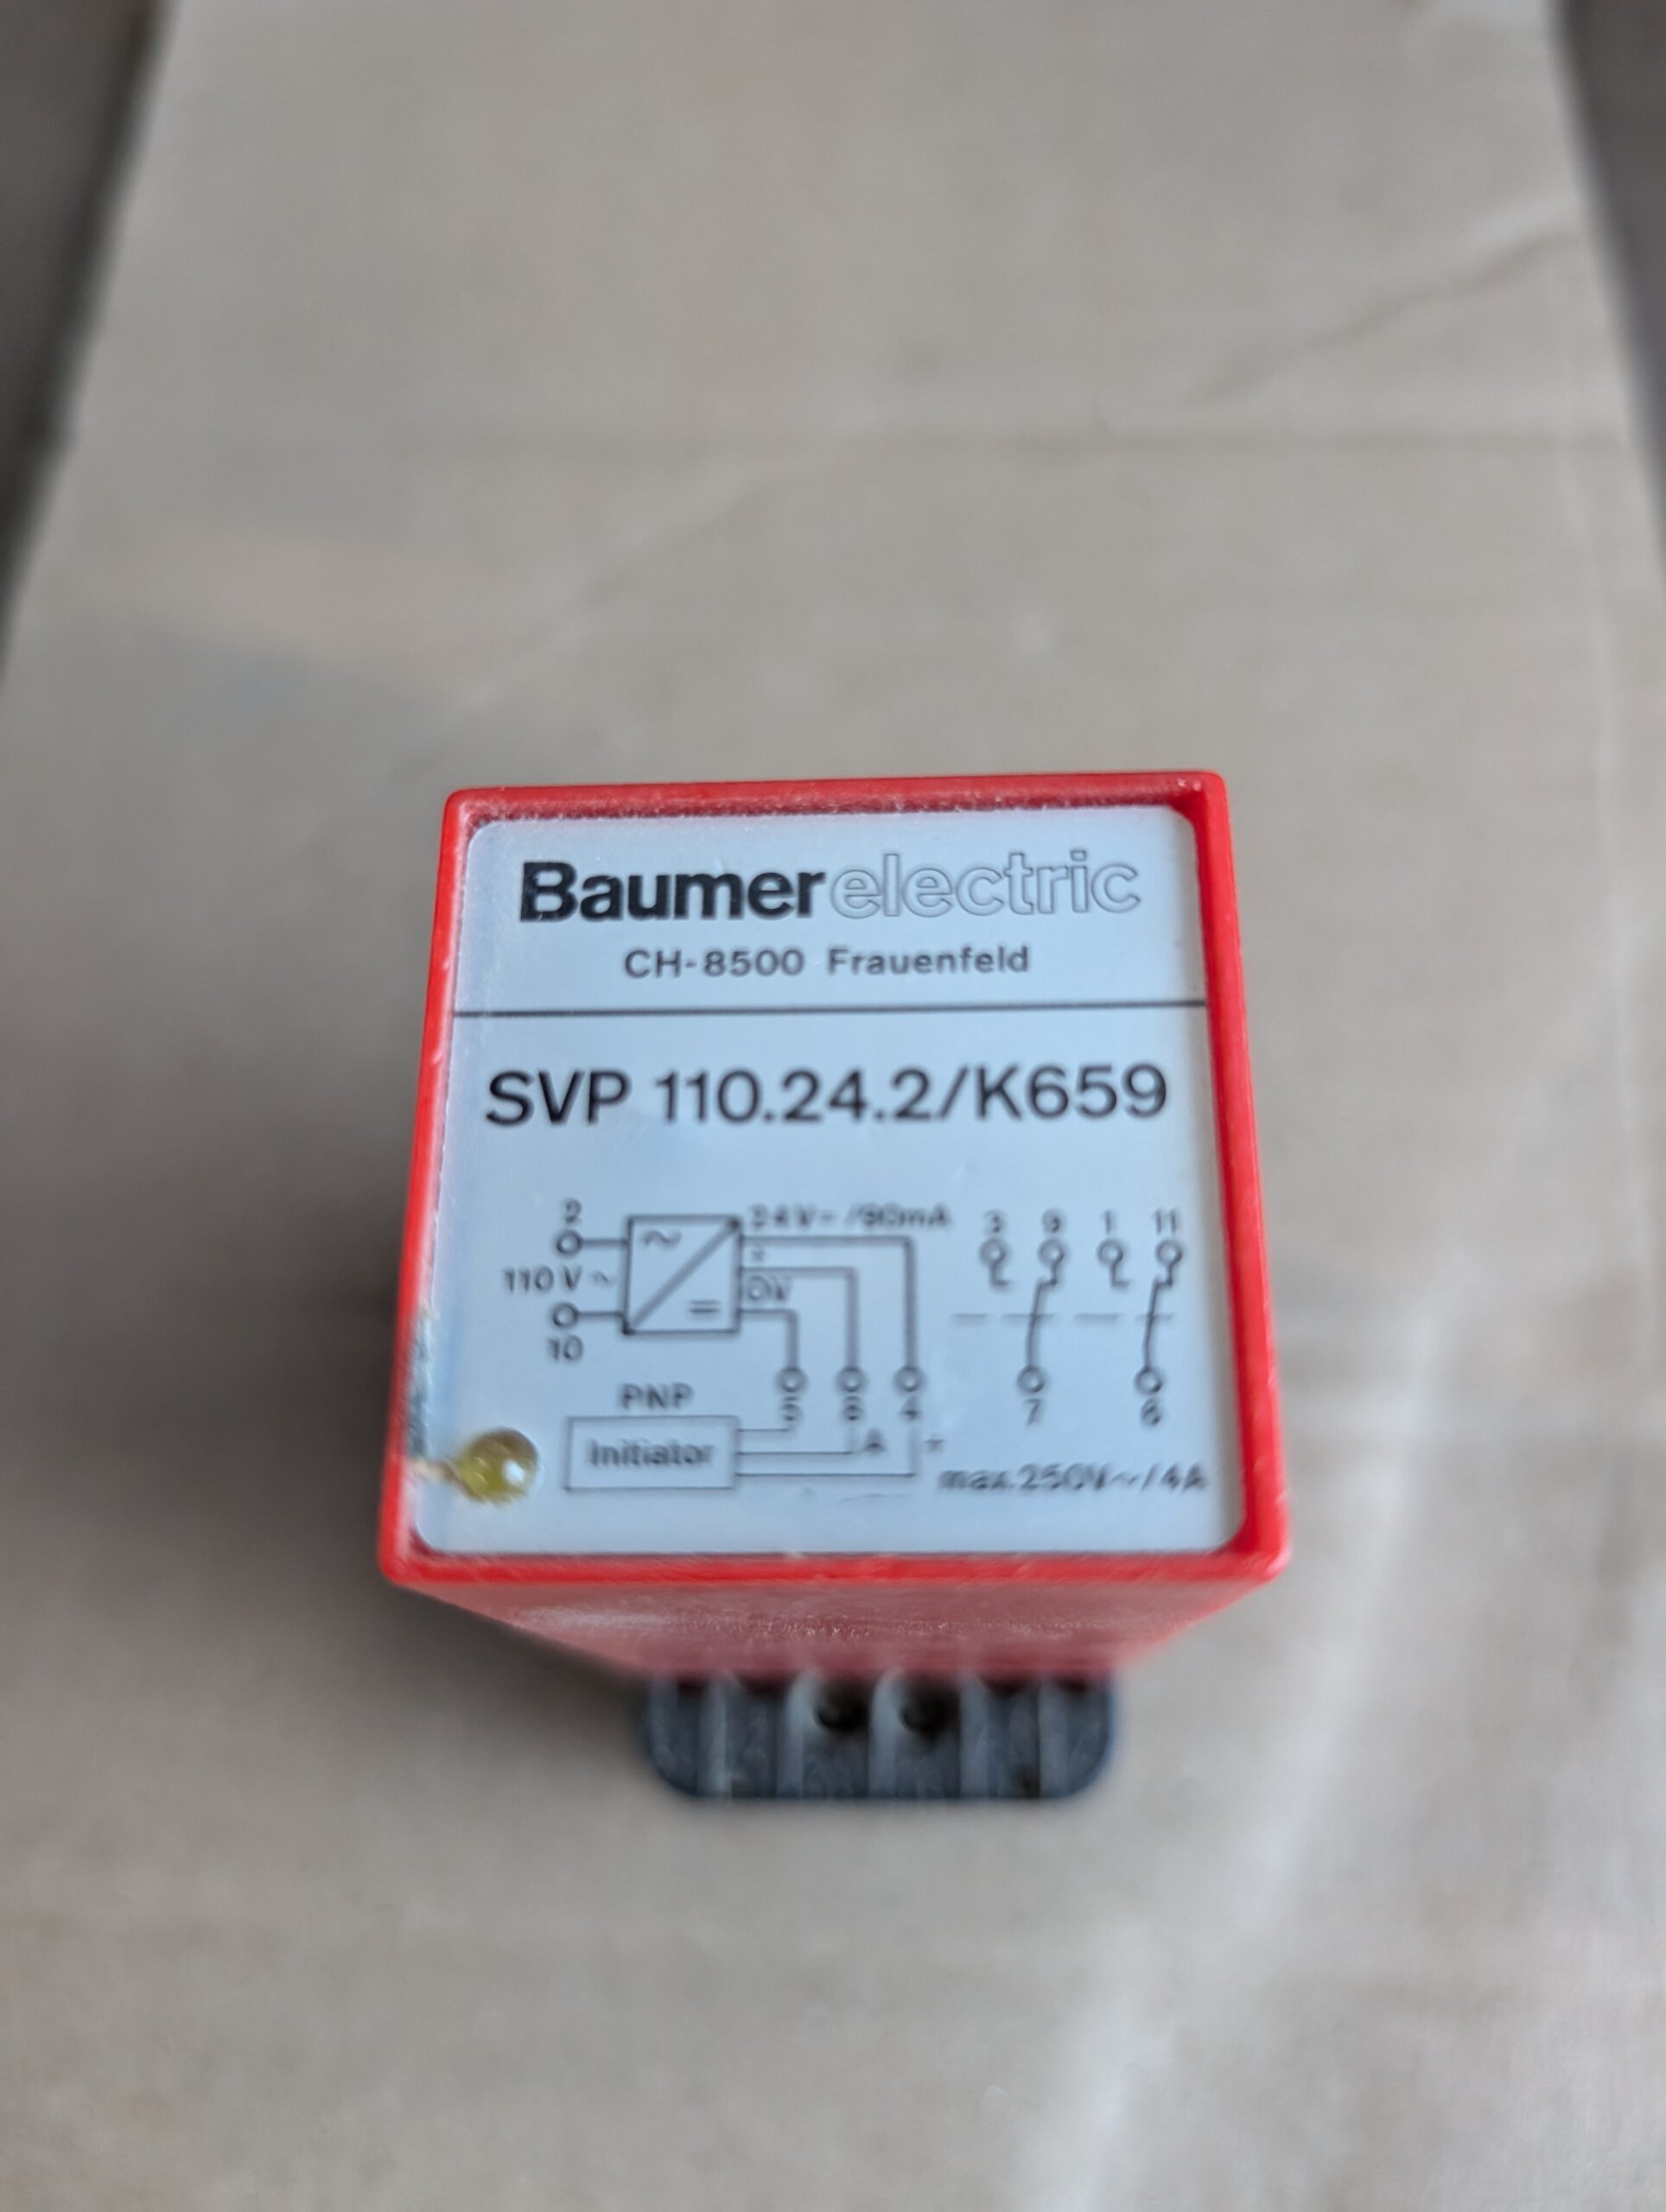 Baumer electric
CH-8500 Frauenfeld
SVP 110.24.2/K659
2
24V= /90mA
3 9 1 11
110V~
0V
10
PNP
5 8 4
7 6
Initiator
A +
max.250V~/4A